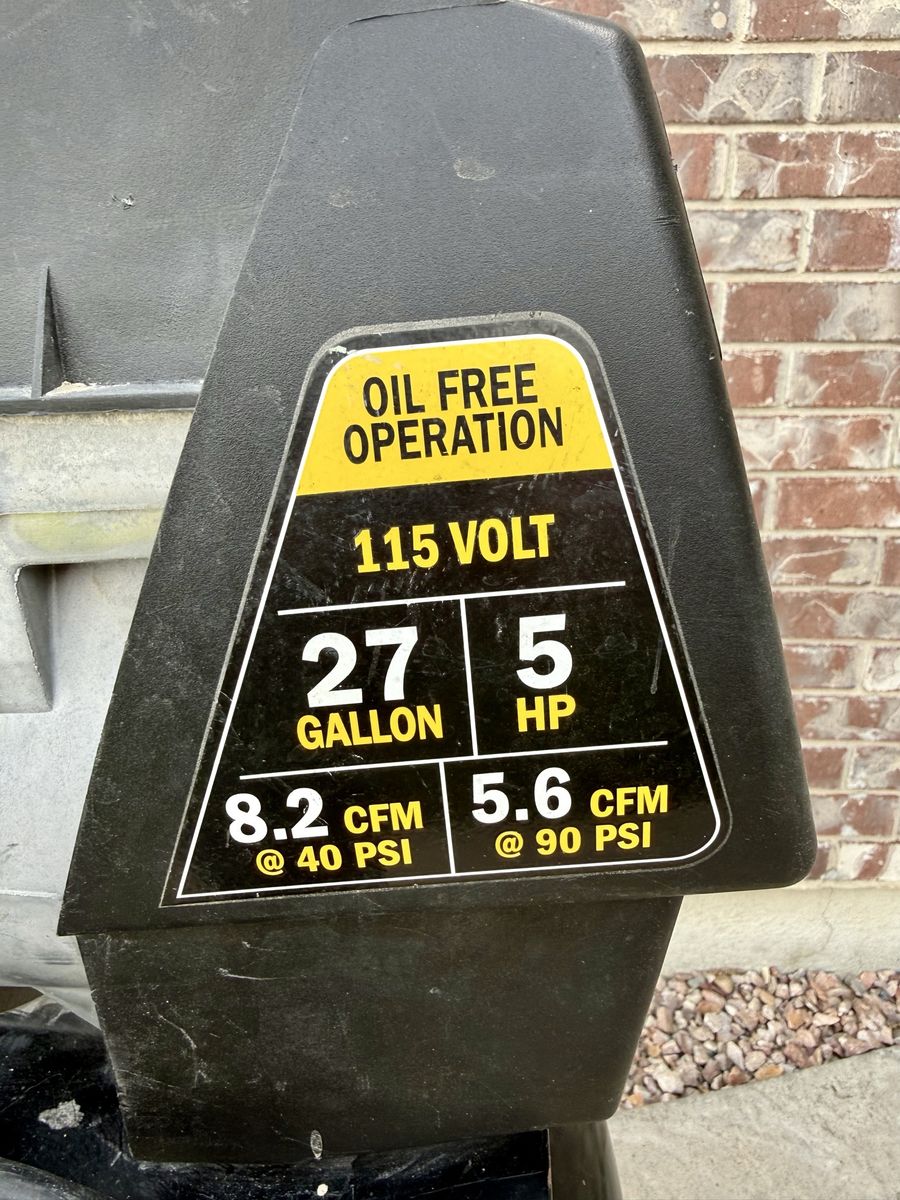 OIL FREE
OPERATION
115 VOLT
27
GALLON
5
HP
8.2 CFM
@ 40 PSI
5.6 CFM
@ 90 PSI